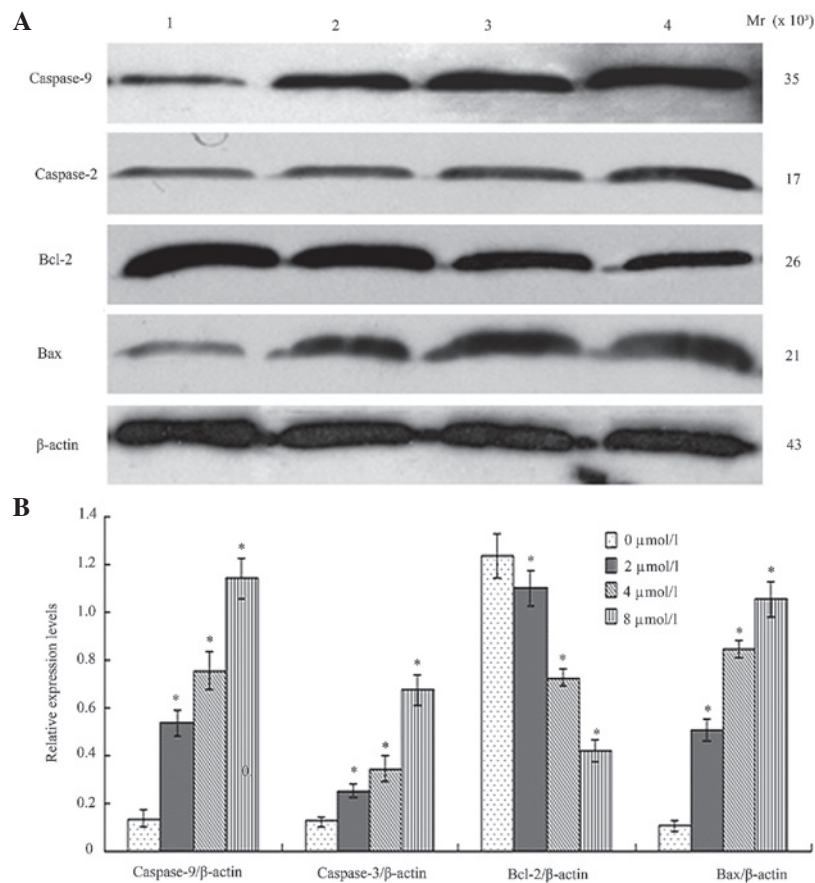 A
1 2 3 4 Mr (x 10³)
Caspase-9 35
Caspase-2 17
Bcl-2 26
Bax 21
β-actin 43
B
1.4
1.2
1.0
0.8
0.6
0.4
0.2
0
Relative expression levels
0 µmol/l
2 µmol/l
4 µmol/l
8 µmol/l
* * *
* * *
* * *
* * *
0.
Caspase-9/β-actin Caspase-3/β-actin Bcl-2/β-actin Bax/β-actin